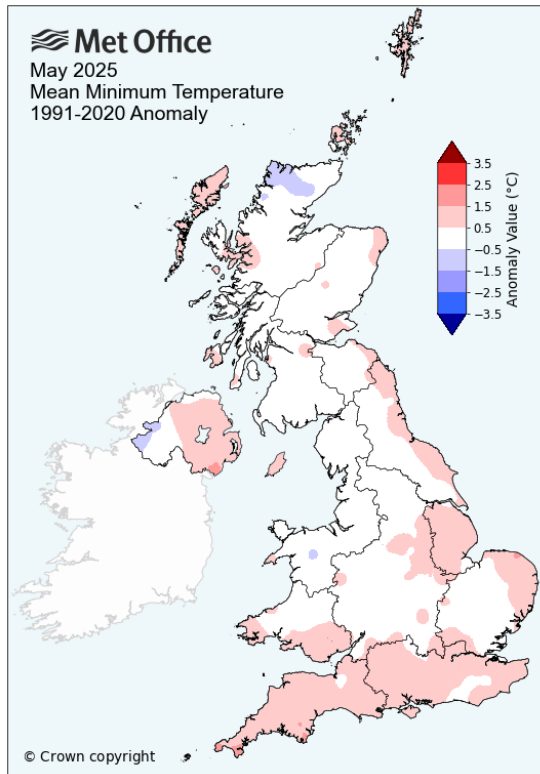 Met Office
May 2025
Mean Minimum Temperature
1991-2020 Anomaly
3.5
2.5
1.5
0.5
−0.5
−1.5
−2.5
−3.5
Anomaly Value (°C)
© Crown copyright